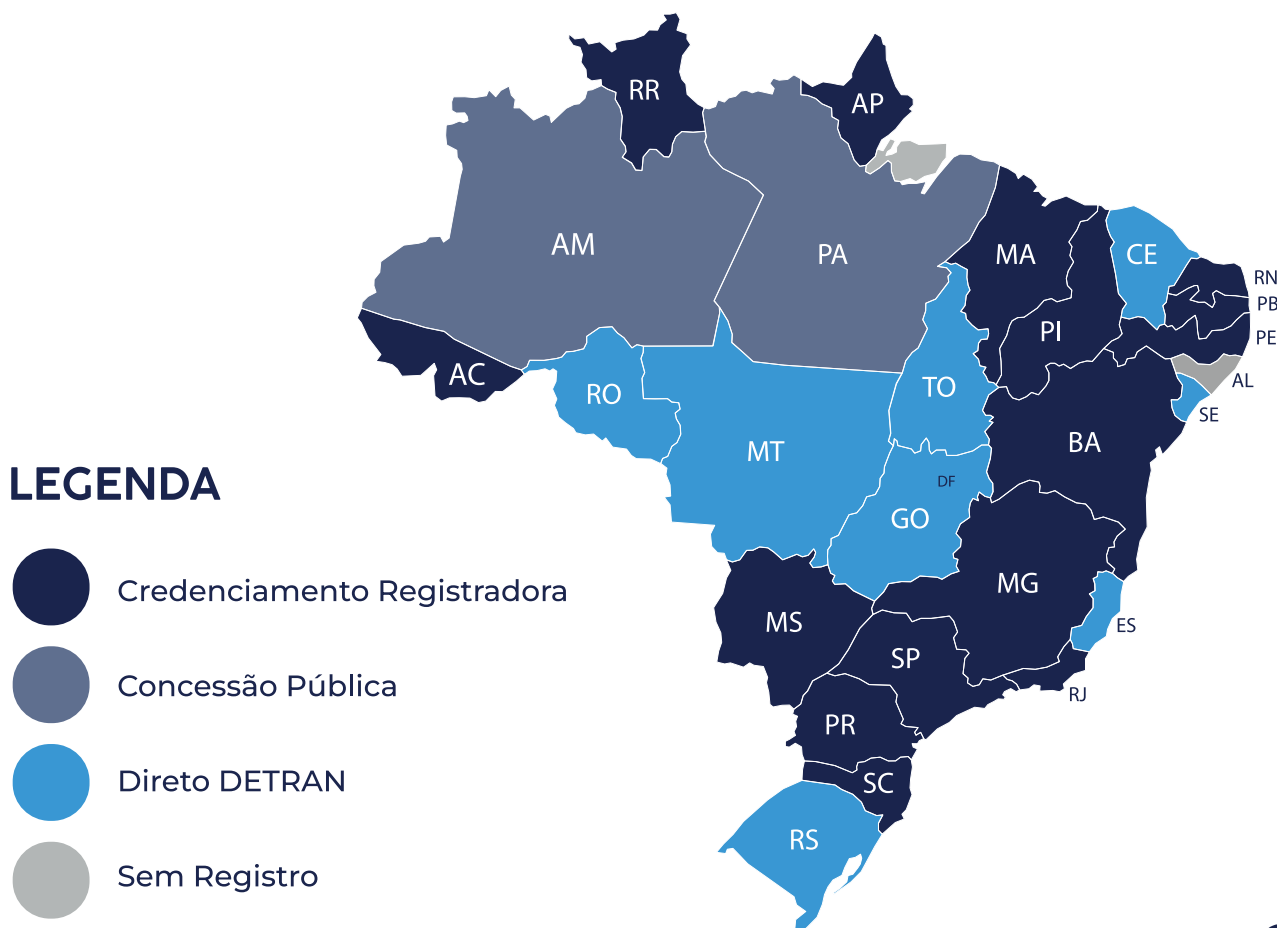 RR
AP
AM
PA
MA
CE
RN
PB
PI
PE
AC
AL
RO
TO
SE
BA
MT
DF
GO
MG
MS
ES
SP
RJ
PR
SC
RS
LEGENDA
Credenciamento Registradora
Concessão Pública
Direto DETRAN
Sem Registro